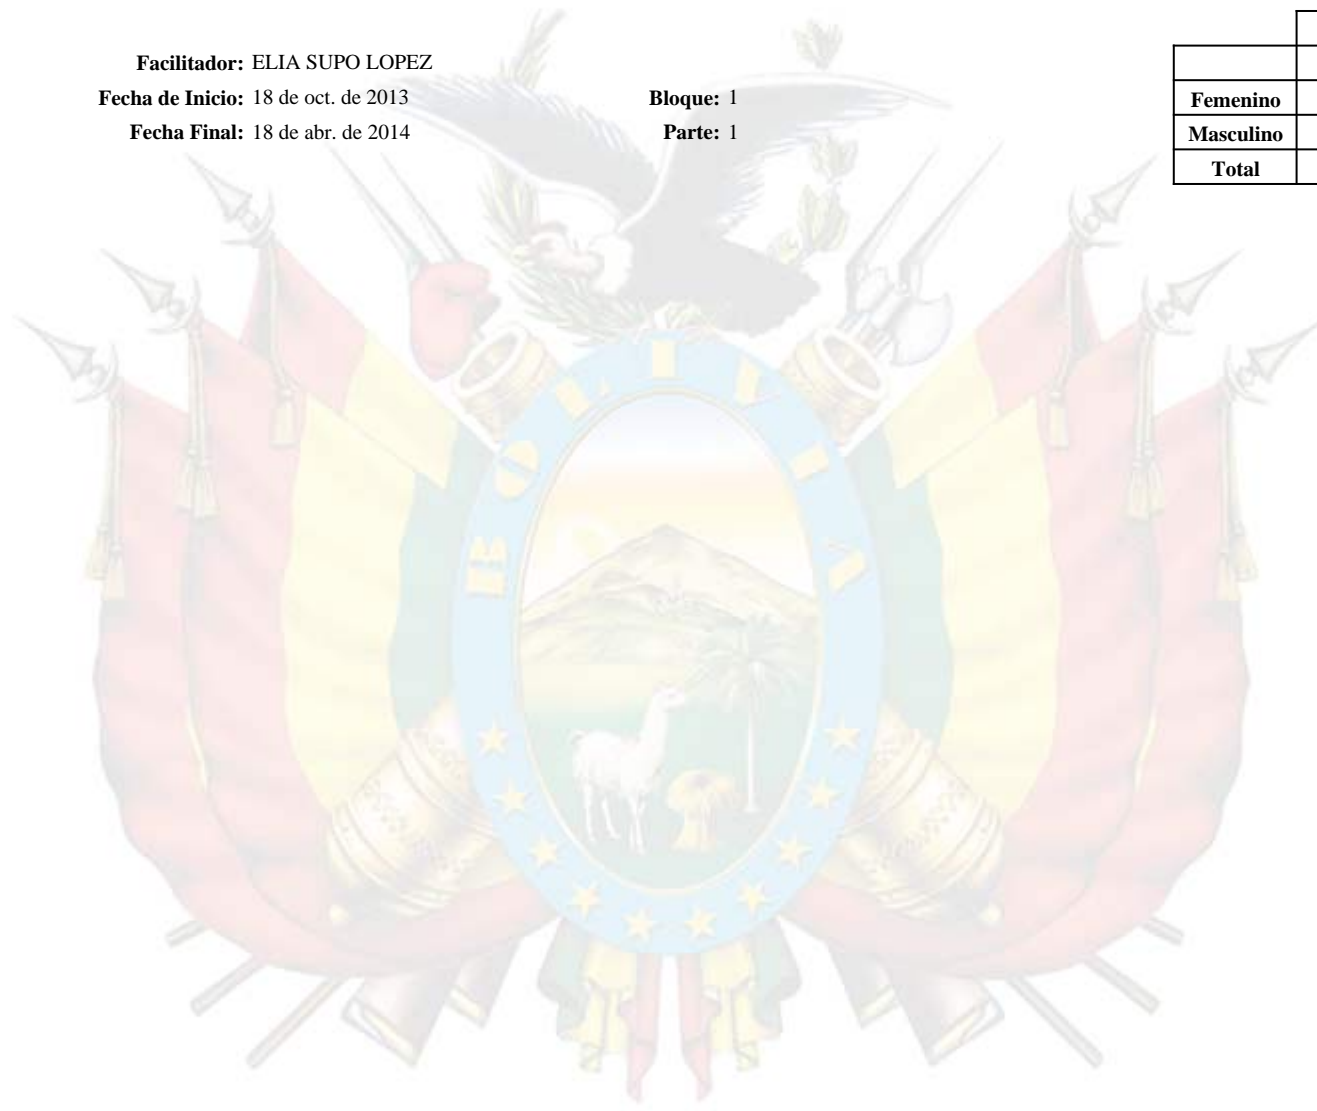 Facilitador: ELIA SUPO LOPEZ
Fecha de Inicio: 18 de oct. de 2013
Bloque: 1
Fecha Final: 18 de abr. de 2014
Parte: 1
Femenino
Masculino
Total
BOLIVIA